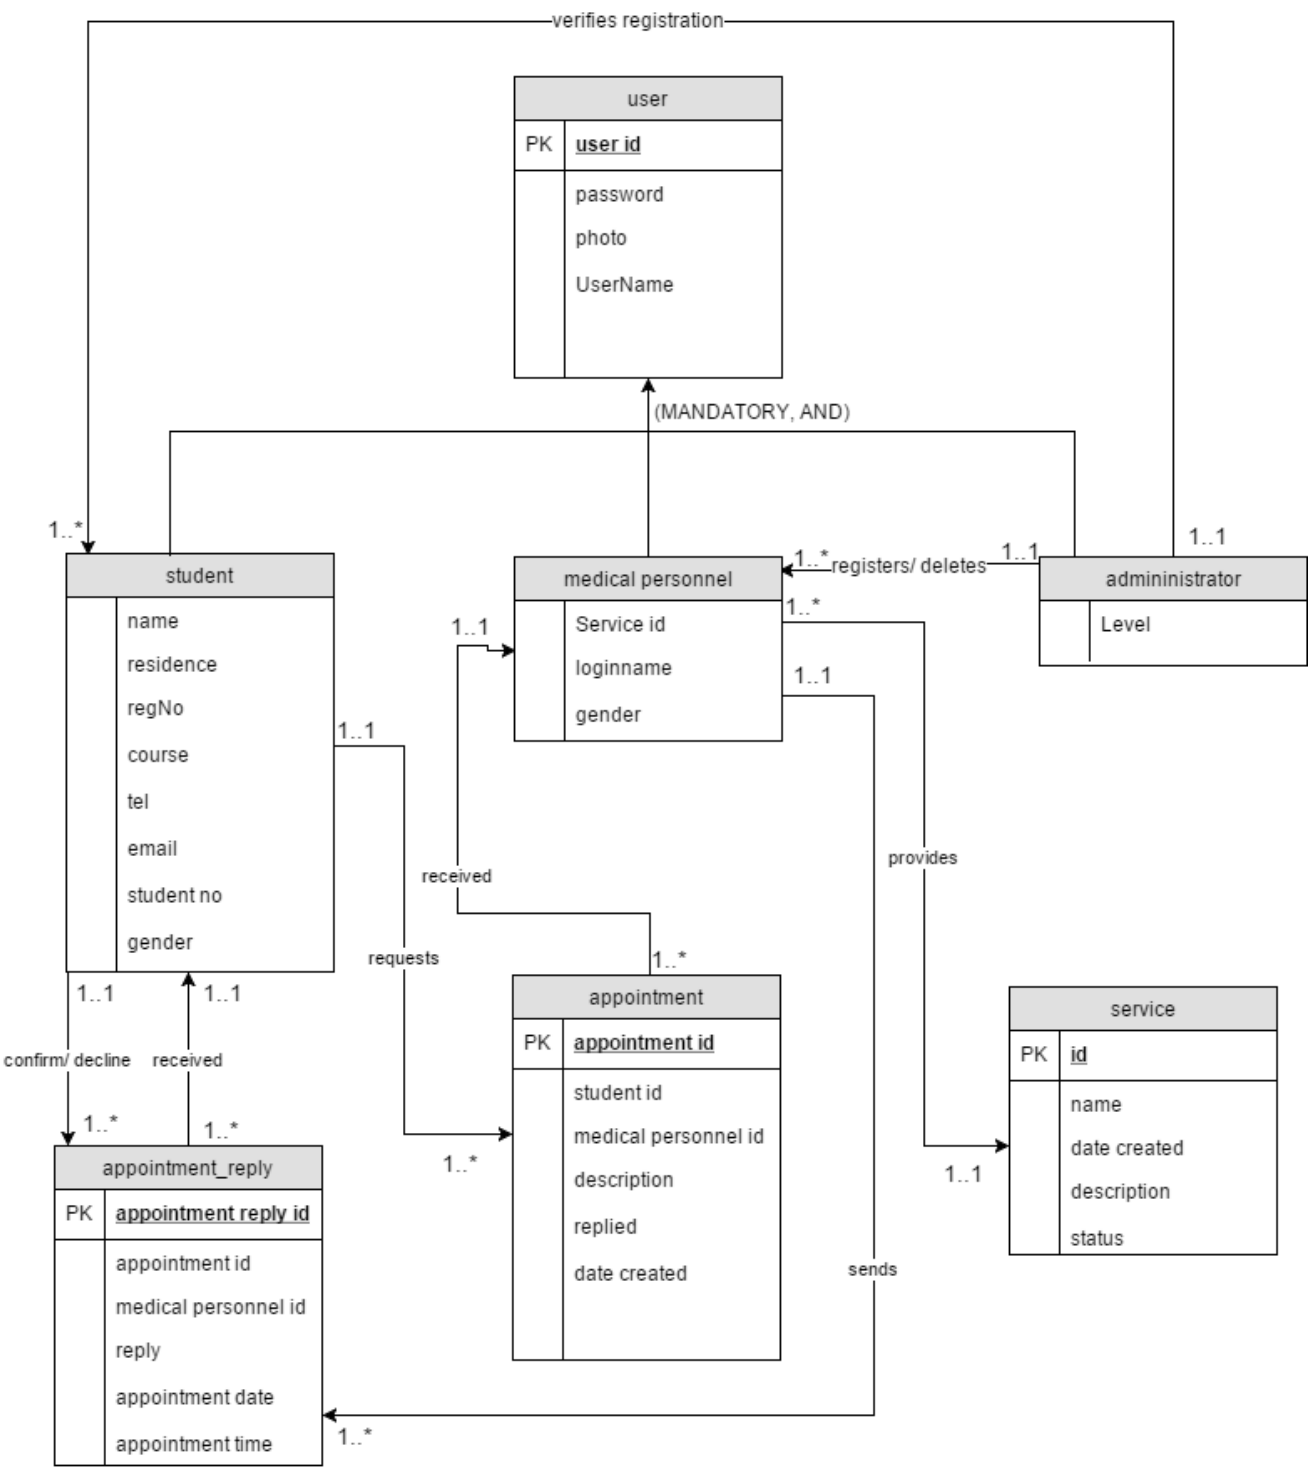 verifies registration
user
PK user id
password
photo
UserName
(MANDATORY, AND)
1..*
student
name
residence
regNo
course
tel
email
student no
gender
medical personnel
Service id
loginname
gender
1..* registers/ deletes 1..1
1..1
admininistrator
Level
1..*
1..1
1..1
1..1
received
provides
requests
1..*
1..1
1..1
confirm/ decline
received
1..*
1..*
appointment
PK appointment id
student id
medical personnel id
description
replied
date created
1..*
service
PK id
name
date created
description
status
1..1
appointment_reply
PK appointment reply id
appointment id
medical personnel id
reply
appointment date
appointment time
sends
1..*